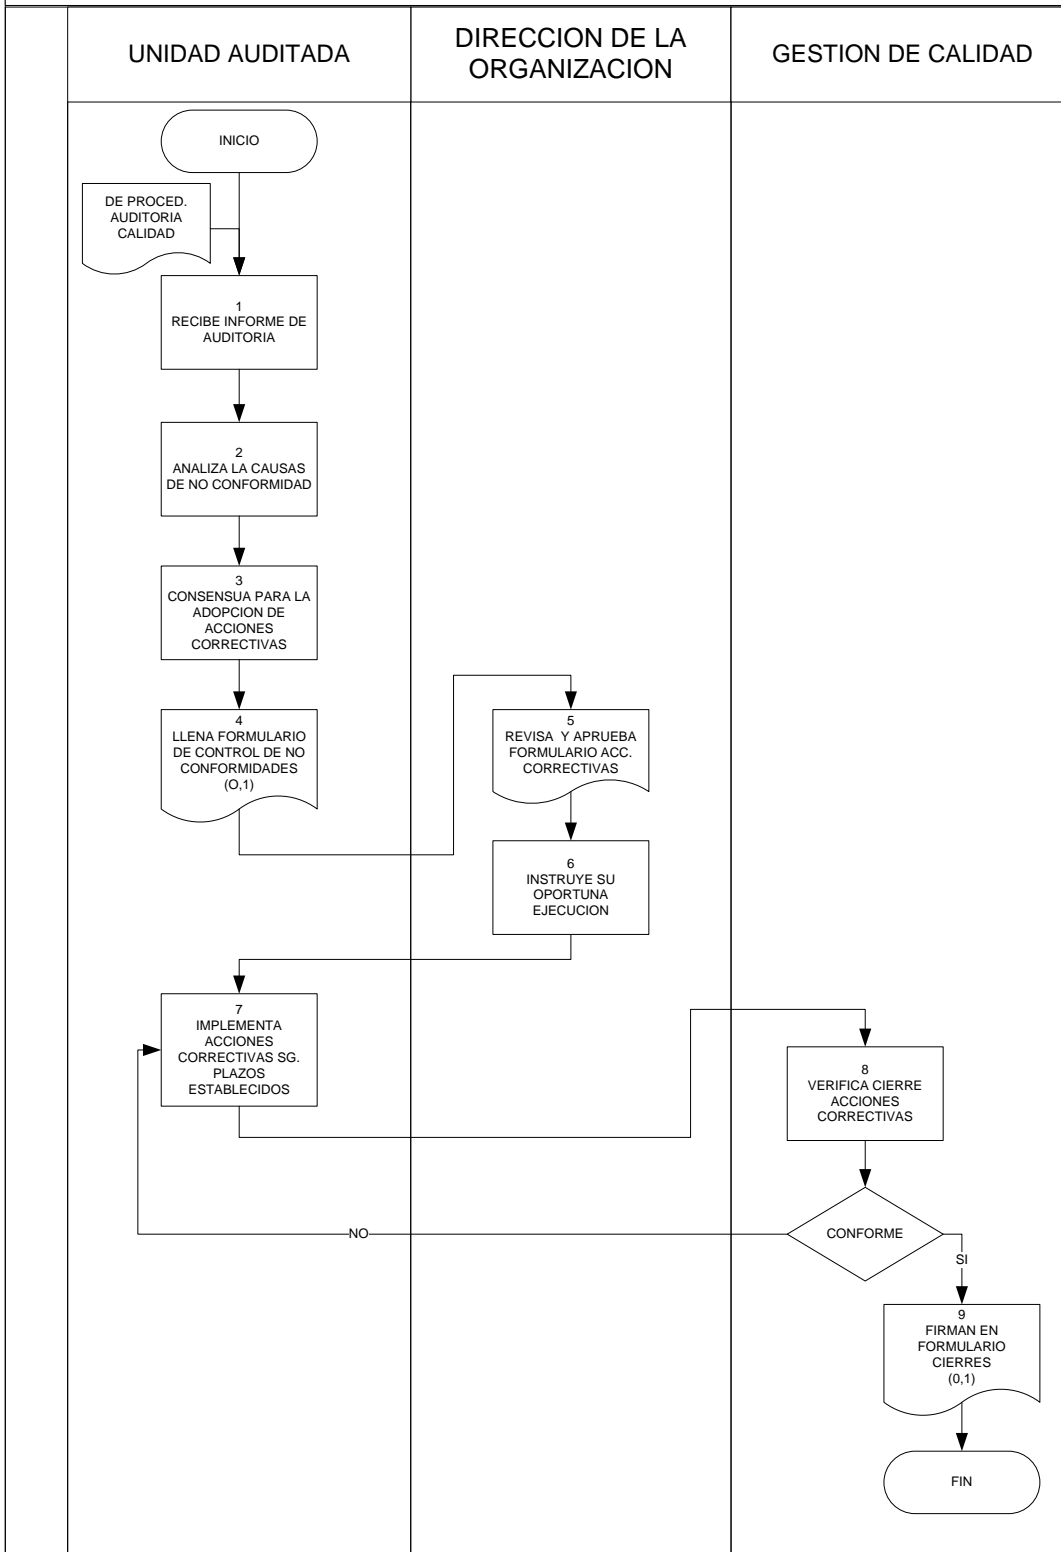 UNIDAD AUDITADA
DIRECCION DE LA
ORGANIZACION
GESTION DE CALIDAD
INICIO
DE PROCED.
AUDITORIA
CALIDAD
1
RECIBE INFORME DE
AUDITORIA
2
ANALIZA LA CAUSAS
DE NO CONFORMIDAD
3
CONSENSUA PARA LA
ADOPCION DE
ACCIONES
CORRECTIVAS
4
LLENA FORMULARIO
DE CONTROL DE NO
CONFORMIDADES
(O,1)
5
REVISA Y APRUEBA
FORMULARIO ACC.
CORRECTIVAS
6
INSTRUYE SU
OPORTUNA
EJECUCION
7
IMPLEMENTA
ACCIONES
CORRECTIVAS SG.
PLAZOS
ESTABLECIDOS
8
VERIFICA CIERRE
ACCIONES
CORRECTIVAS
CONFORME
NO
SI
9
FIRMAN EN
FORMULARIO
CIERRES
(0,1)
FIN